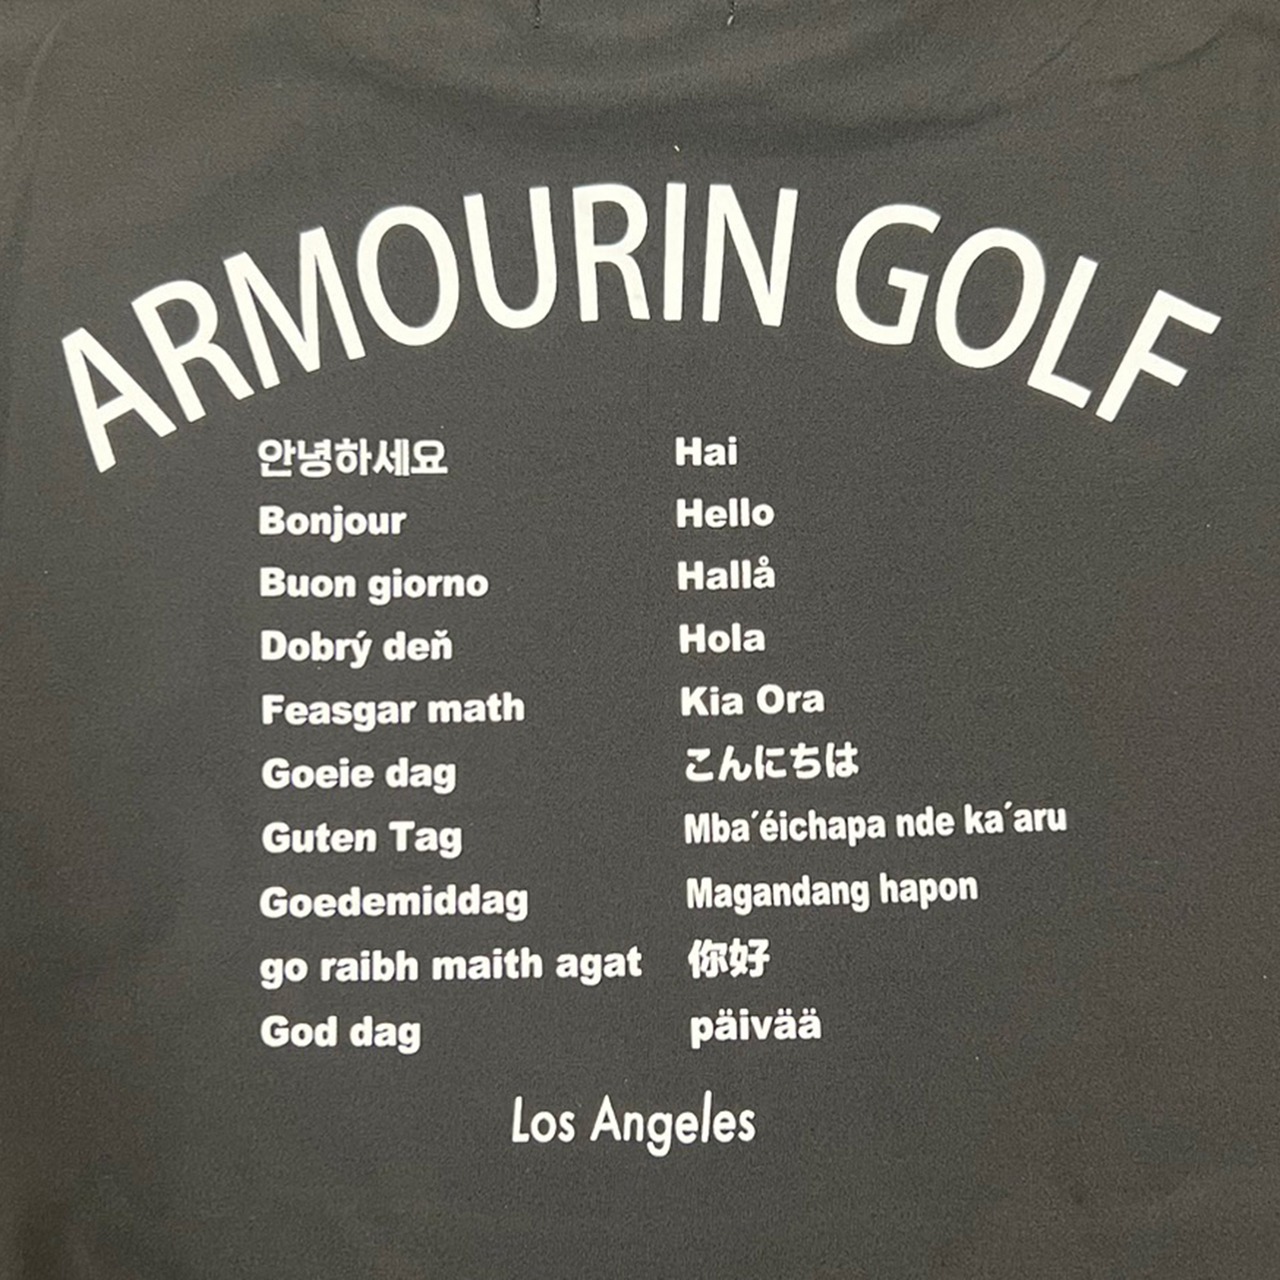 ARMOURIN GOLF
안녕하세요
Bonjour
Buon giorno
Dobrý deň
Feasgar math
Goeie dag
Guten Tag
Goedemiddag
go raibh maith agat
God dag
Hai
Hello
Hallå
Hola
Kia Ora
こんにちは
Mba´éichapa nde ka´aru
Magandang hapon
你好
päivää
Los Angeles